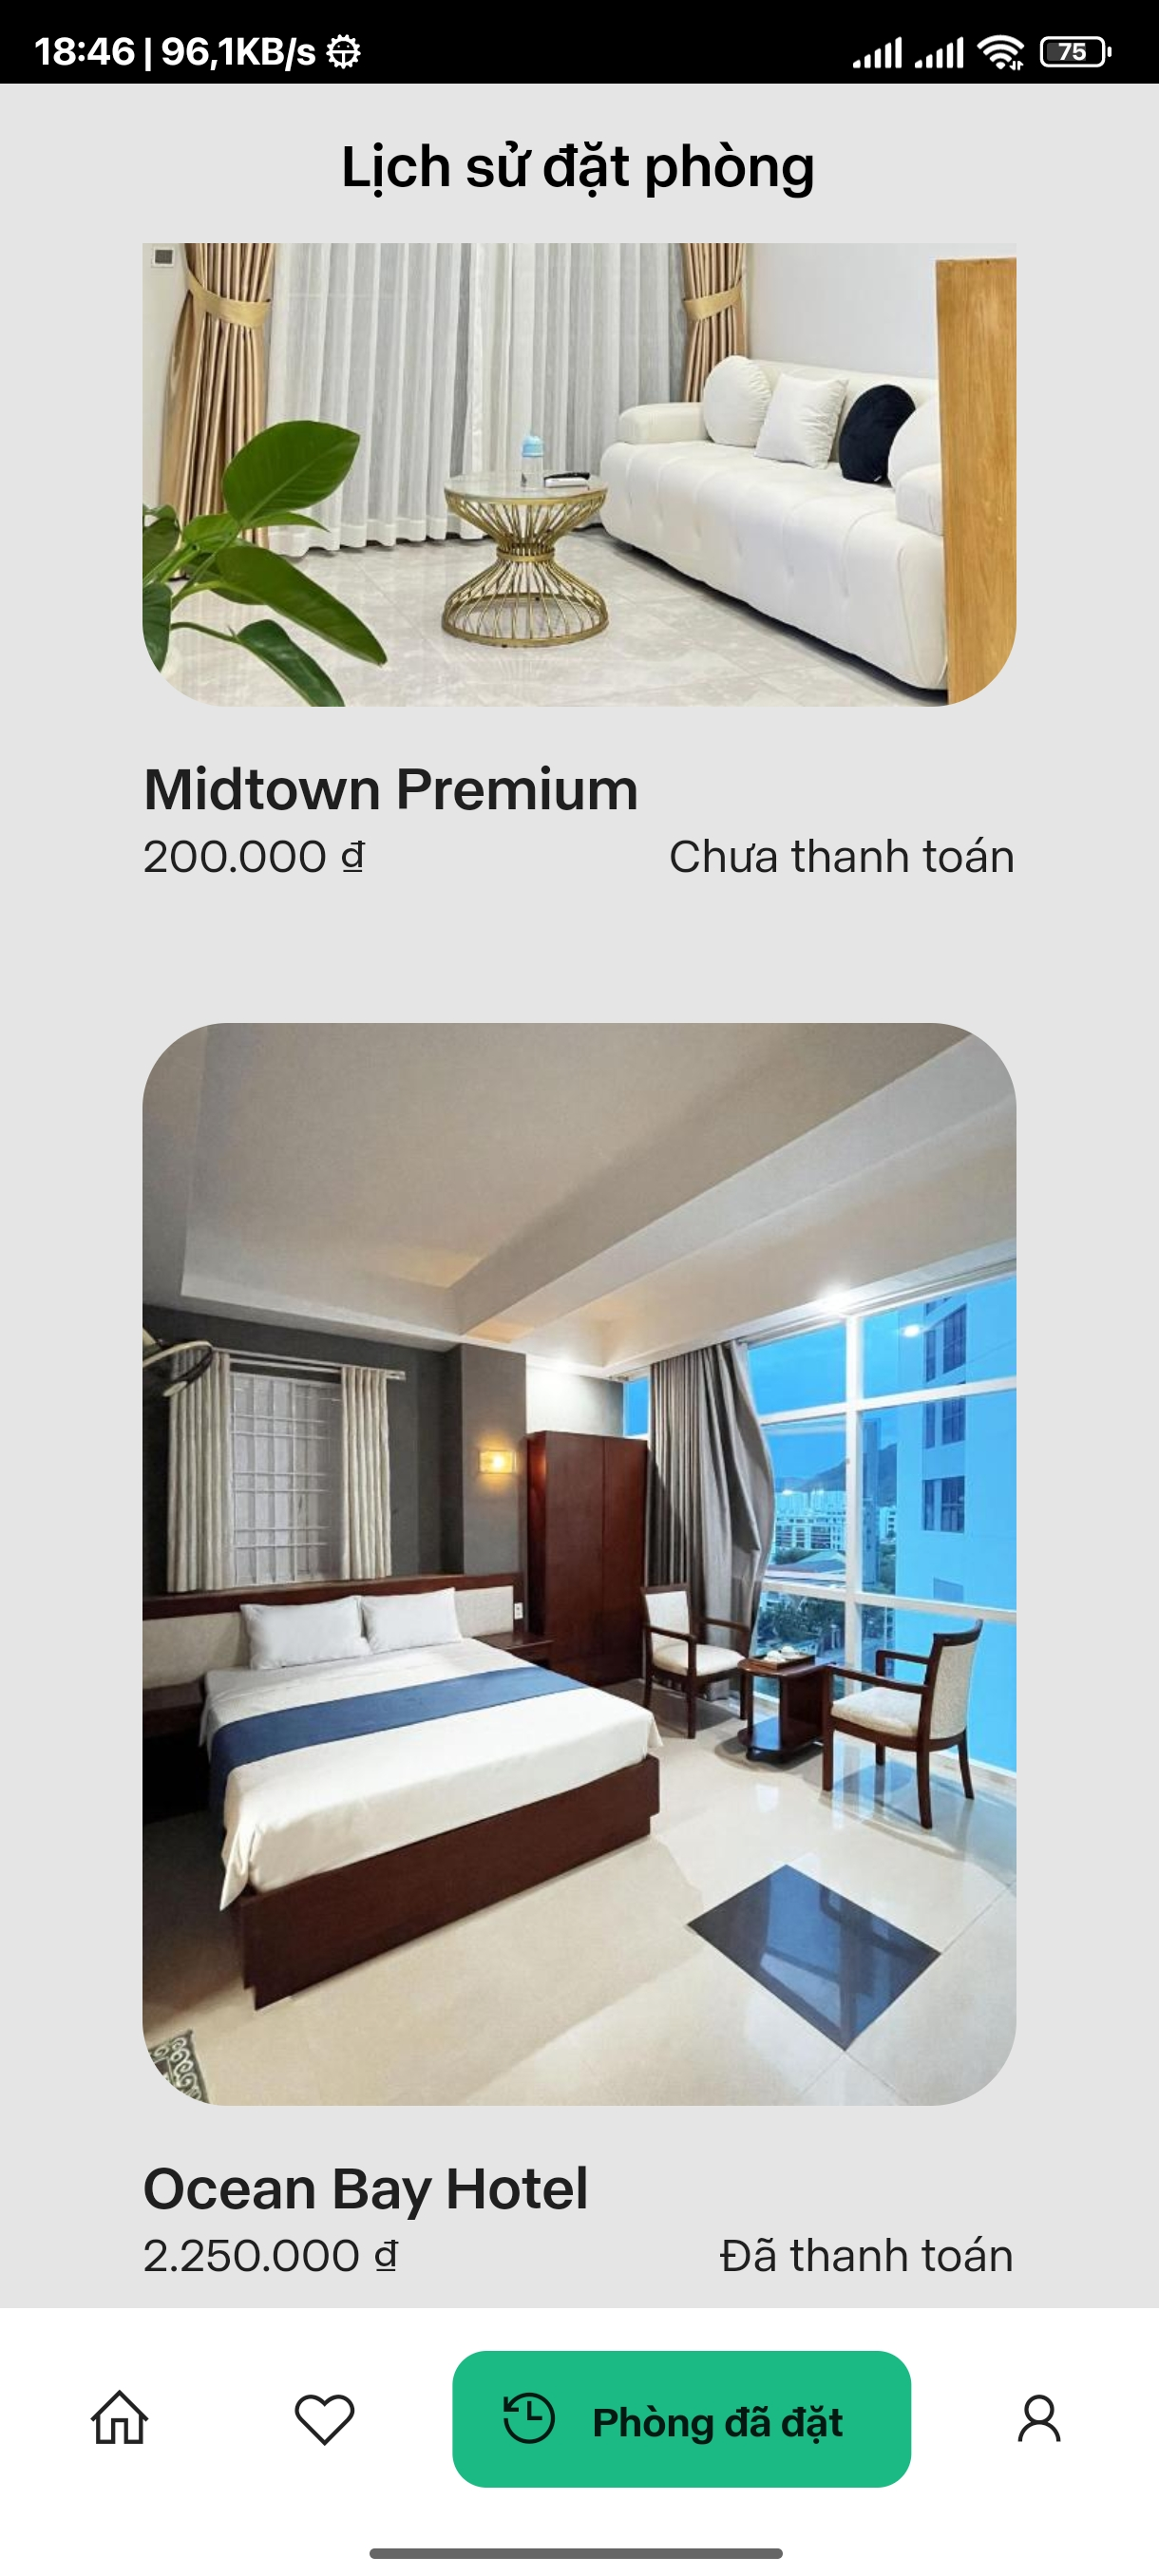 18:46 | 96,1KB/s
75
Lịch sử đặt phòng
Midtown Premium
200.000 ₫ Chưa thanh toán
Ocean Bay Hotel
2.250.000 ₫ Đã thanh toán
Phòng đã đặt